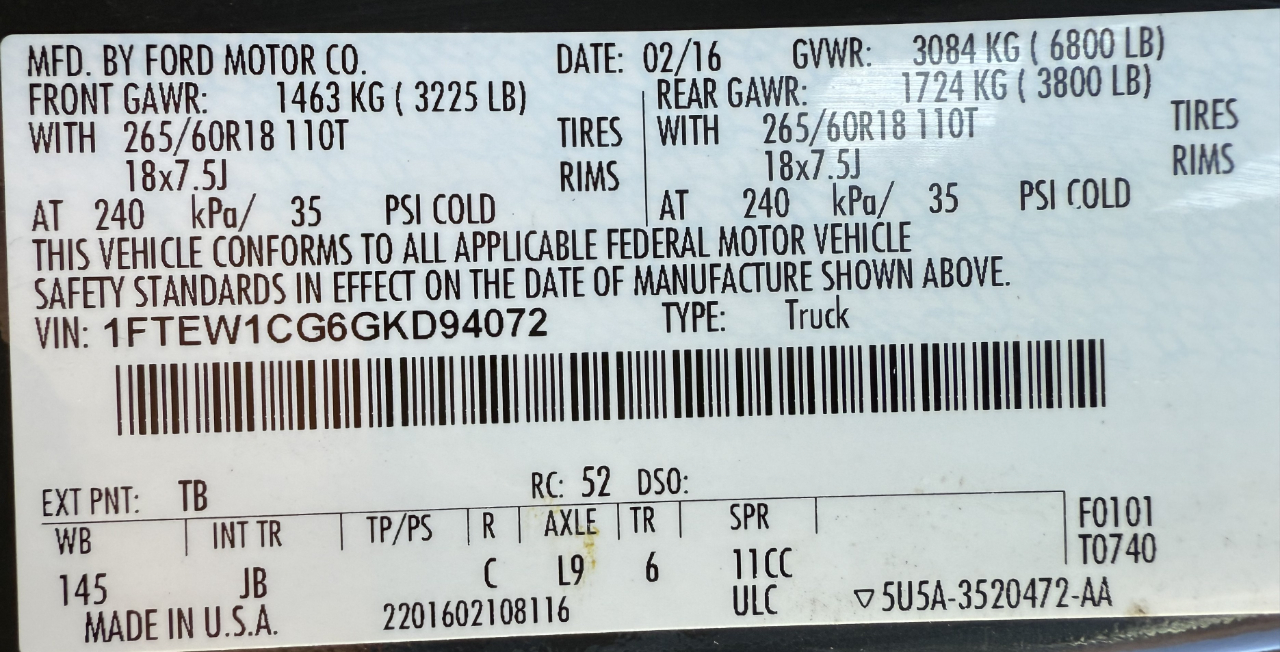 MFD. BY FORD MOTOR CO. DATE: 02/16 GVWR: 3084 KG ( 6800 LB)
FRONT GAWR: 1463 KG ( 3225 LB) REAR GAWR: 1724 KG ( 3800 LB)
WITH 265/60R18 110T TIRES WITH 265/60R18 110T TIRES
18x7.5J RIMS 18x7.5J RIMS
AT 240 kPa/ 35 PSI COLD AT 240 kPa/ 35 PSI COLD
THIS VEHICLE CONFORMS TO ALL APPLICABLE FEDERAL MOTOR VEHICLE
SAFETY STANDARDS IN EFFECT ON THE DATE OF MANUFACTURE SHOWN ABOVE.
VIN: 1FTEW1CG6GKD94072 TYPE: Truck
EXT PNT: TB RC: 52 DSO:
WB INT TR TP/PS R AXLE TR SPR F0101
T0740
145 JB C L9 6 11CC
MADE IN U.S.A. 2201602108116 ULC ▽5U5A-3520472-AA